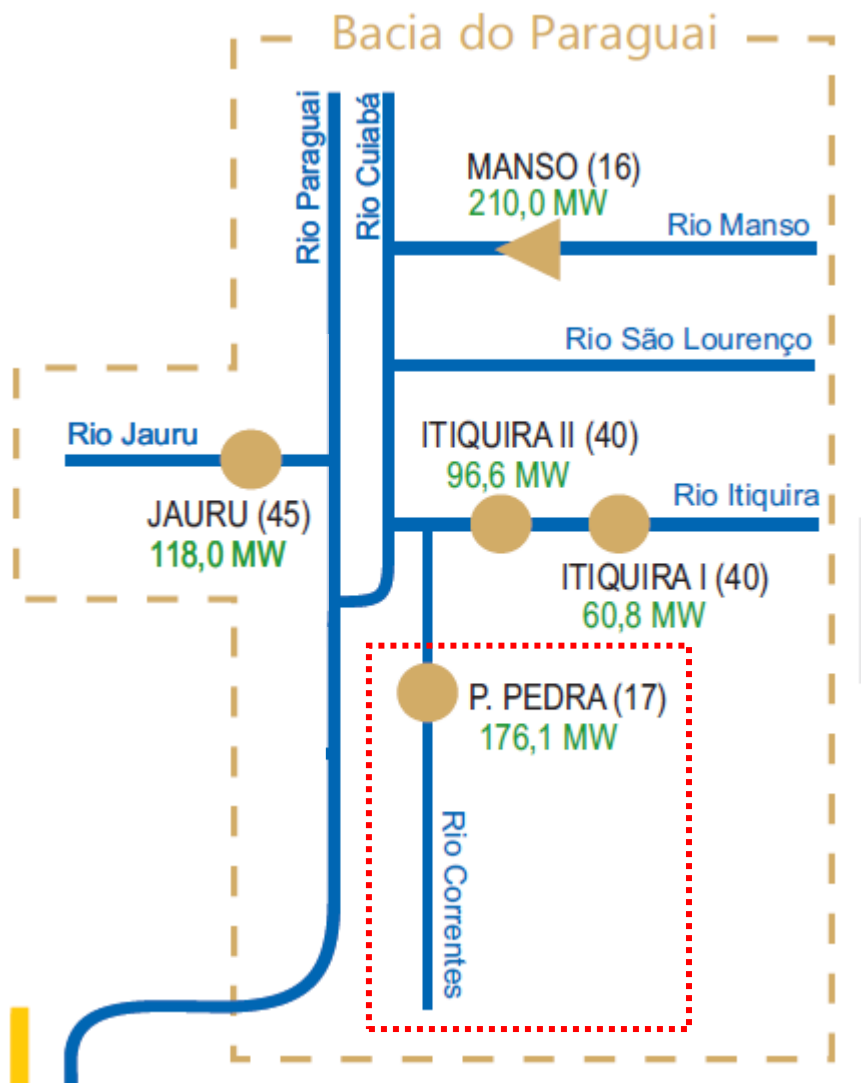 Bacia do Paraguai
Rio Paraguai
Rio Cuiabá
MANSO (16)
210,0 MW
Rio Manso
Rio São Lourenço
Rio Jauru
JAURU (45)
118,0 MW
ITIQUIRA II (40)
96,6 MW
Rio Itiquira
ITIQUIRA I (40)
60,8 MW
P. PEDRA (17)
176,1 MW
Rio Correntes